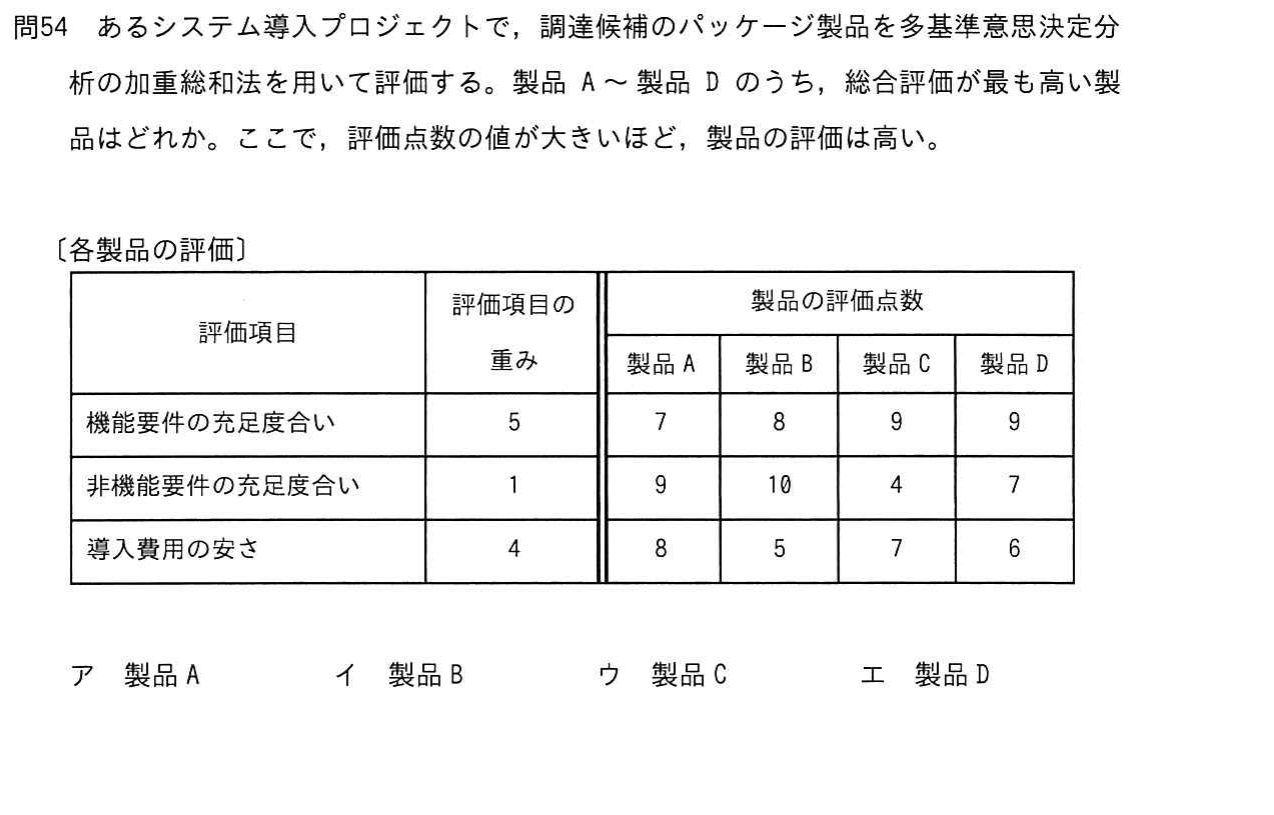 問54　あるシステム導入プロジェクトで，調達候補のパッケージ製品を多基準意思決定分
析の加重総和法を用いて評価する。製品 A～製品 D のうち，総合評価が最も高い製
品はどれか。ここで，評価点数の値が大きいほど，製品の評価は高い。
〔各製品の評価〕
評価項目　評価項目の重み　製品の評価点数
製品 A　製品 B　製品 C　製品 D
機能要件の充足度合い　5　7　8　9　9
非機能要件の充足度合い　1　9　10　4　7
導入費用の安さ　4　8　5　7　6
ア　製品 A　イ　製品 B　ウ　製品 C　エ　製品 D